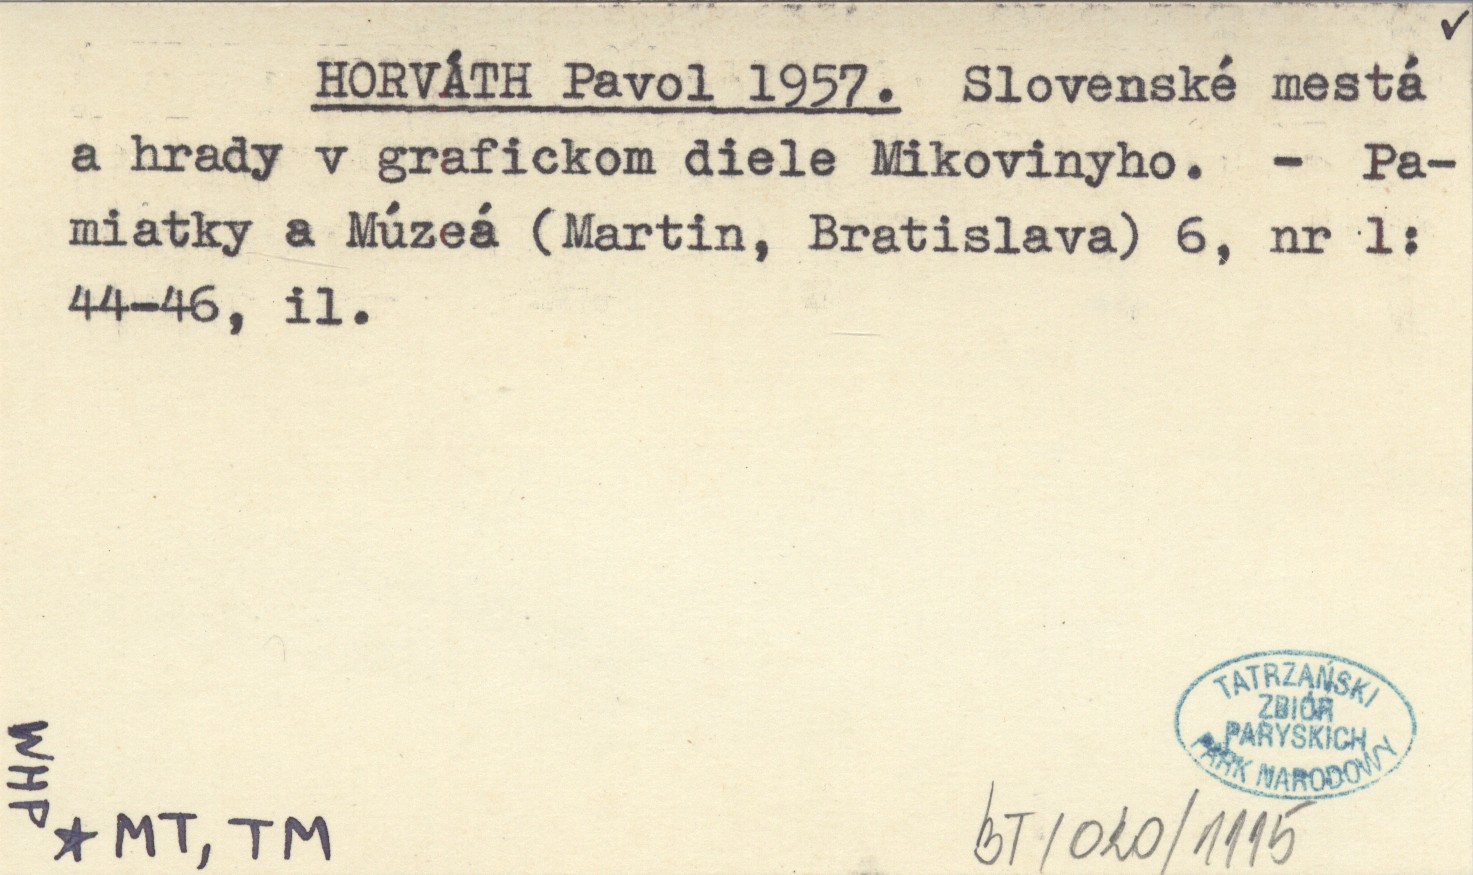 ✓
HORVÁTH Pavol 1957. Slovenské mestá
a hrady v grafickom diele Mikovinyho. - Pa-
miatky a Múzeá (Martin, Bratislava) 6, nr 1:
44-46, il.
TATRZAŃSKI
ZBIÓR
PARYSKICH
PARK NARODOWY
WHP
* MT, TM
BT/020/1115